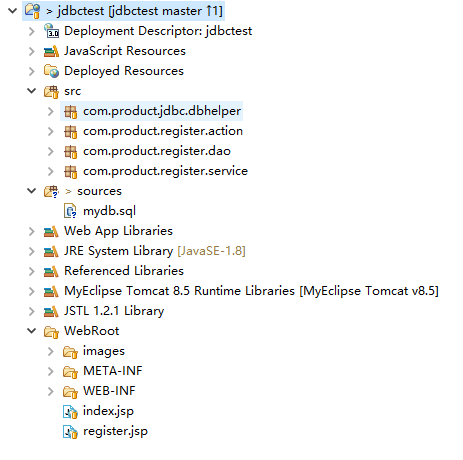 > jdbctest [jdbctest master ↑1]
Deployment Descriptor: jdbctest
JavaScript Resources
Deployed Resources
src
com.product.jdbc.dbhelper
com.product.register.action
com.product.register.dao
com.product.register.service
> sources
mydb.sql
Web App Libraries
JRE System Library [JavaSE-1.8]
Referenced Libraries
MyEclipse Tomcat 8.5 Runtime Libraries [MyEclipse Tomcat v8.5]
JSTL 1.2.1 Library
WebRoot
images
META-INF
WEB-INF
index.jsp
register.jsp